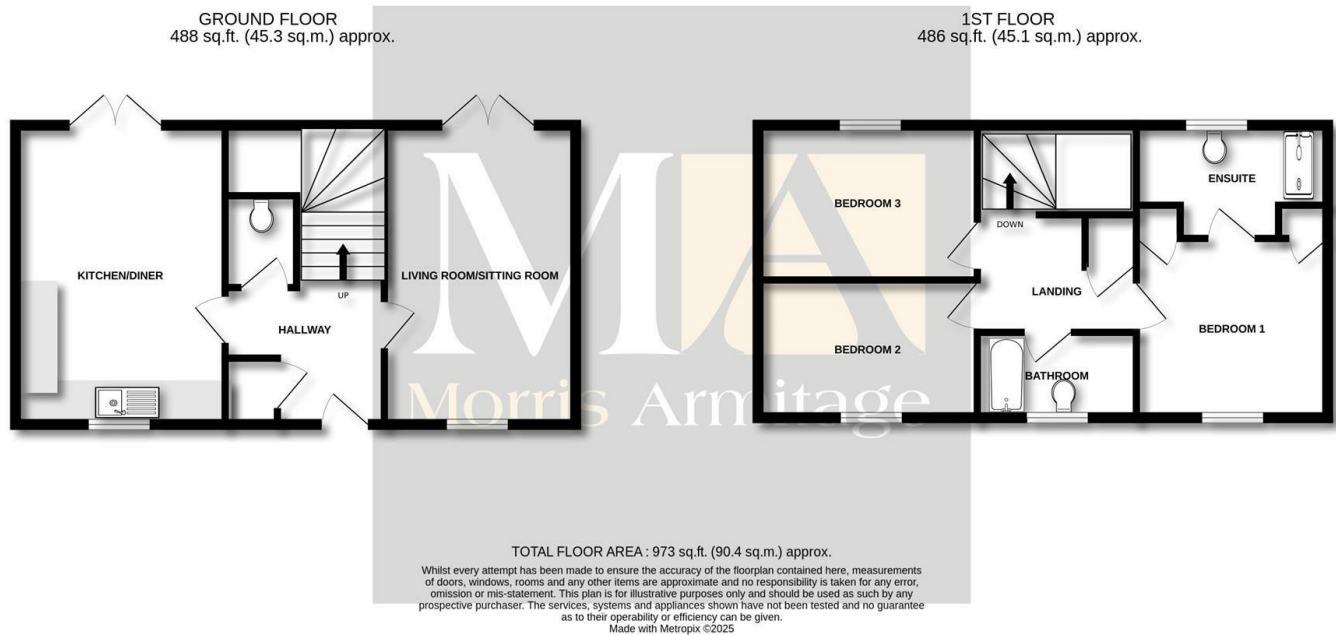 GROUND FLOOR
488 sq.ft. (45.3 sq.m.) approx.
1ST FLOOR
486 sq.ft. (45.1 sq.m.) approx.
KITCHEN/DINER
UP
HALLWAY
LIVING ROOM/SITTING ROOM
BEDROOM 3
DOWN
ENSUITE
LANDING
BEDROOM 2
BEDROOM 1
BATHROOM
MA
Morris Armitage
TOTAL FLOOR AREA : 973 sq.ft. (90.4 sq.m.) approx.
Whilst every attempt has been made to ensure the accuracy of the floorplan contained here, measurements
of doors, windows, rooms and any other items are approximate and no responsibility is taken for any error,
omission or mis-statement. This plan is for illustrative purposes only and should be used as such by any
prospective purchaser. The services, systems and appliances shown have not been tested and no guarantee
as to their operability or efficiency can be given.
Made with Metropix ©2025